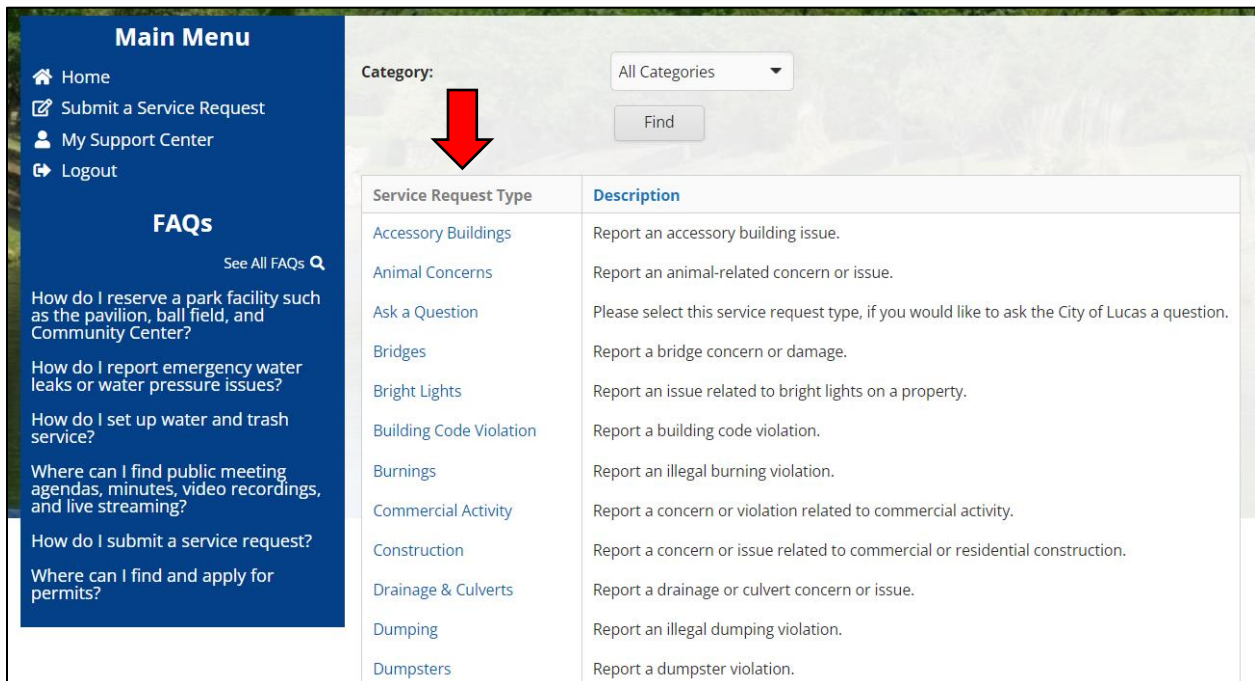 Main Menu
Home
Submit a Service Request
My Support Center
Logout
FAQs
See All FAQs
How do I reserve a park facility such
as the pavilion, ball field, and
Community Center?
How do I report emergency water
leaks or water pressure issues?
How do I set up water and trash
service?
Where can I find public meeting
agendas, minutes, video recordings,
and live streaming?
How do I submit a service request?
Where can I find and apply for
permits?
Category: All Categories
Find
Service Request Type Description
Accessory Buildings Report an accessory building issue.
Animal Concerns Report an animal-related concern or issue.
Ask a Question Please select this service request type, if you would like to ask the City of Lucas a question.
Bridges Report a bridge concern or damage.
Bright Lights Report an issue related to bright lights on a property.
Building Code Violation Report a building code violation.
Burnings Report an illegal burning violation.
Commercial Activity Report a concern or violation related to commercial activity.
Construction Report a concern or issue related to commercial or residential construction.
Drainage & Culverts Report a drainage or culvert concern or issue.
Dumping Report an illegal dumping violation.
Dumpsters Report a dumpster violation.